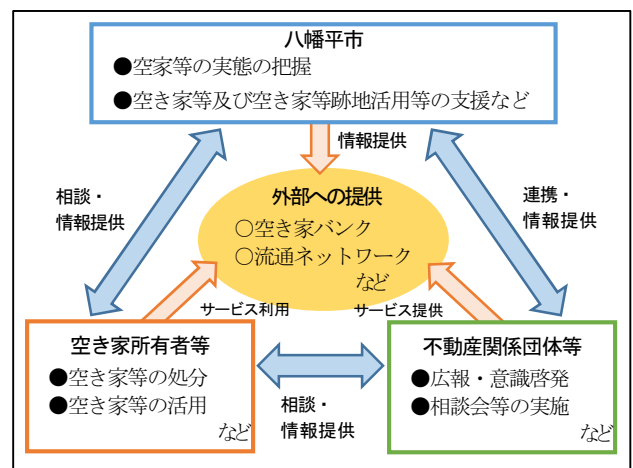 八幡平市
●空家等の実態の把握
●空き家等及び空き家等跡地活用等の支援など
情報提供
相談・
情報提供
連携・
情報提供
外部への提供
○空き家バンク
○流通ネットワーク
など
サービス利用
サービス提供
空き家所有者等
●空き家等の処分
●空き家等の活用
など
相談・
情報提供
不動産関係団体等
●広報・意識啓発
●相談会等の実施
など